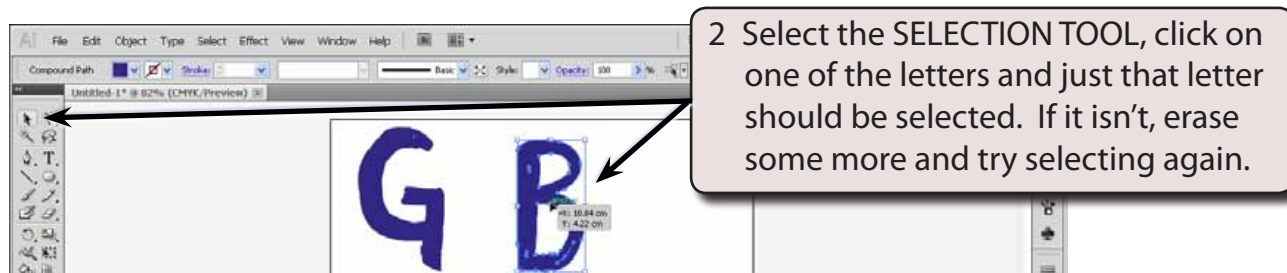 Ai File Edit Object Type Select Effect View Window Help
Compound Path Stroke: Basic Style: Opacity: 100 %
Untitled-1* @ 82% (CMYK/Preview)
2 Select the SELECTION TOOL, click on
one of the letters and just that letter
should be selected. If it isn't, erase
some more and try selecting again.
G B
X: 10.84 cm
Y: 4.22 cm